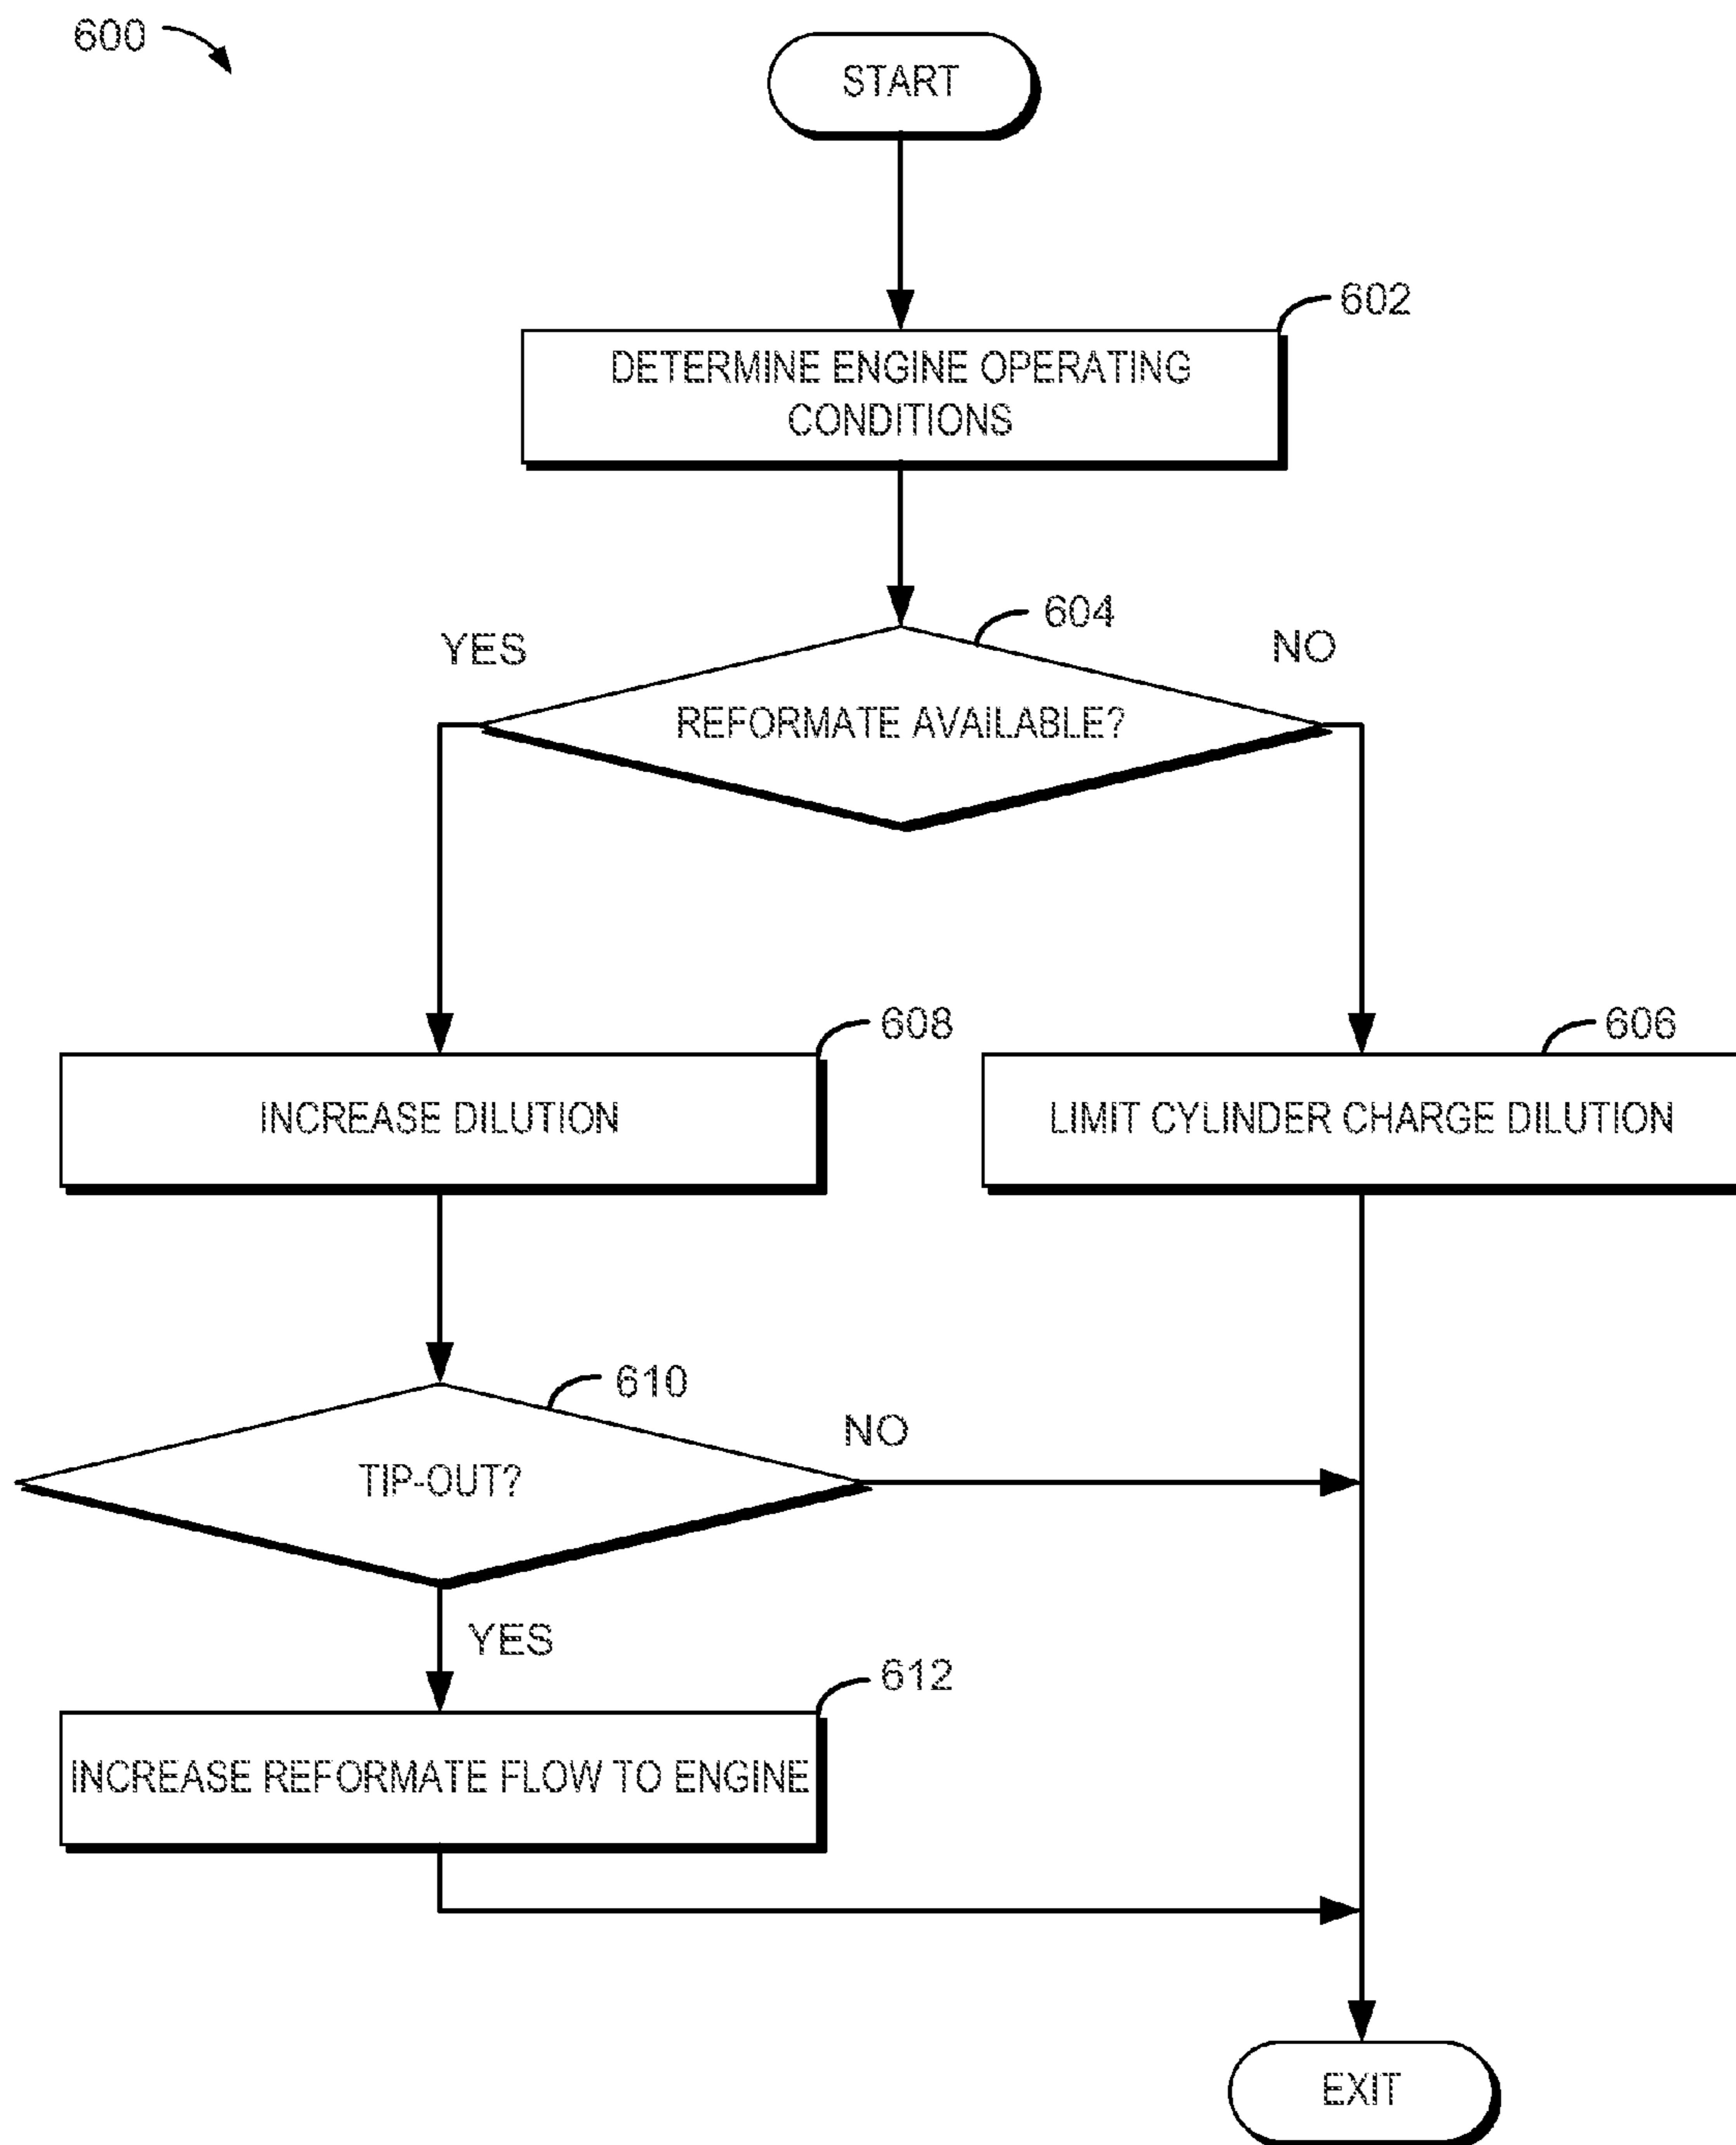 600
START
602
DETERMINE ENGINE OPERATING
CONDITIONS
604
YES
NO
REFORMATE AVAILABLE?
608
606
INCREASE DILUTION
LIMIT CYLINDER CHARGE DILUTION
610
NO
TIP-OUT?
YES
612
INCREASE REFORMATE FLOW TO ENGINE
EXIT